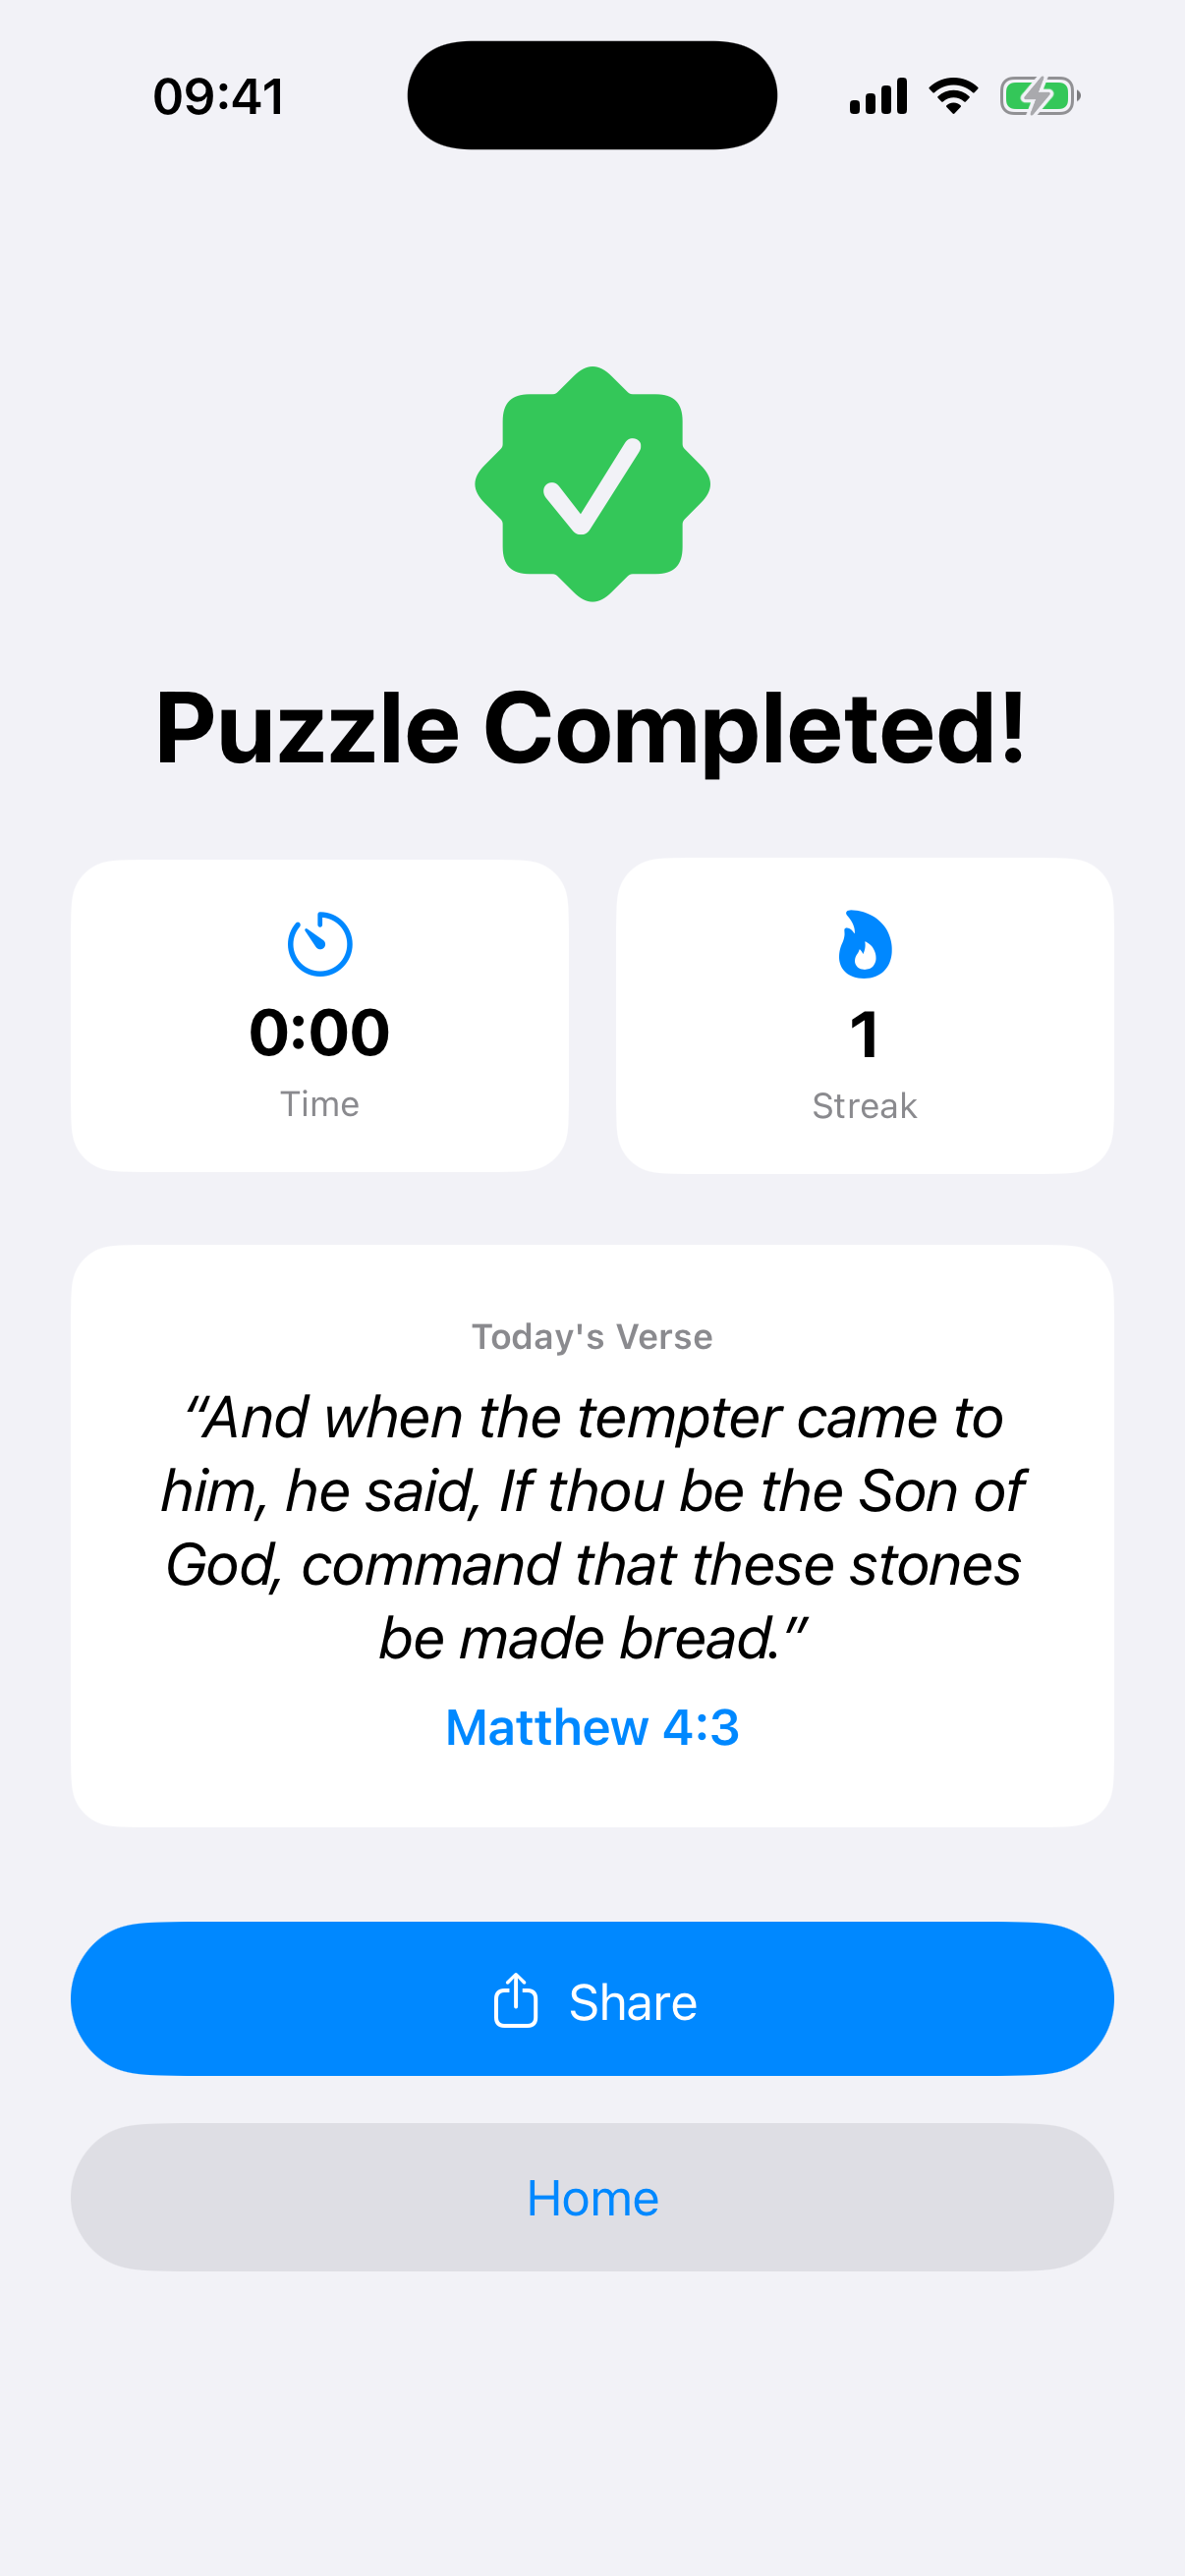 09:41
Puzzle Completed!
0:00
Time
1
Streak
Today's Verse
“And when the tempter came to
him, he said, If thou be the Son of
God, command that these stones
be made bread.”
Matthew 4:3
Share
Home